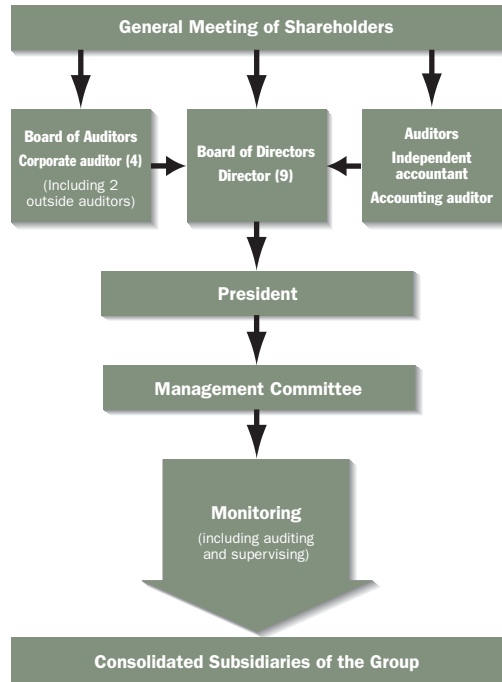 General Meeting of Shareholders
Board of Auditors
Corporate auditor (4)
(Including 2
outside auditors)
Board of Directors
Director (9)
Auditors
Independent
accountant
Accounting auditor
President
Management Committee
Monitoring
(including auditing
and supervising)
Consolidated Subsidiaries of the Group